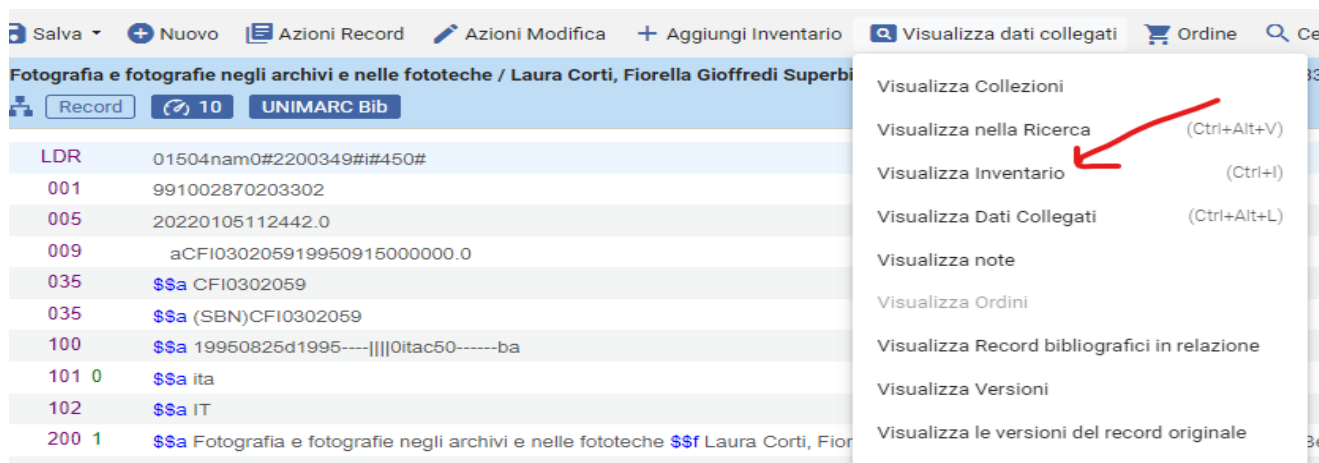 Salva Nuovo Azioni Record Azioni Modifica Aggiungi Inventario Visualizza dati collegati Ordine
Fotografia e fotografie negli archivi e nelle fototeche / Laura Corti, Fiorella Gioffredi Superbi
Record 10 UNIMARC Bib
LDR 01504nam0#2200349#i#450#
001 991002870203302
005 20220105112442.0
009 aCFI0302059199509150000000.0
035 $$a CFI0302059
035 $$a (SBN)CFI0302059
100 $$a 19950825d1995----||||0itac50------ba
101 0 $$a ita
102 $$a IT
200 1 $$a Fotografia e fotografie negli archivi e nelle fototeche $$f Laura Corti,
Visualizza Collezioni
Visualizza nella Ricerca (Ctrl+Alt+V)
Visualizza Inventario (Ctrl+I)
Visualizza Dati Collegati (Ctrl+Alt+L)
Visualizza note
Visualizza Ordini
Visualizza Record bibliografici in relazione
Visualizza Versioni
Visualizza le versioni del record originale